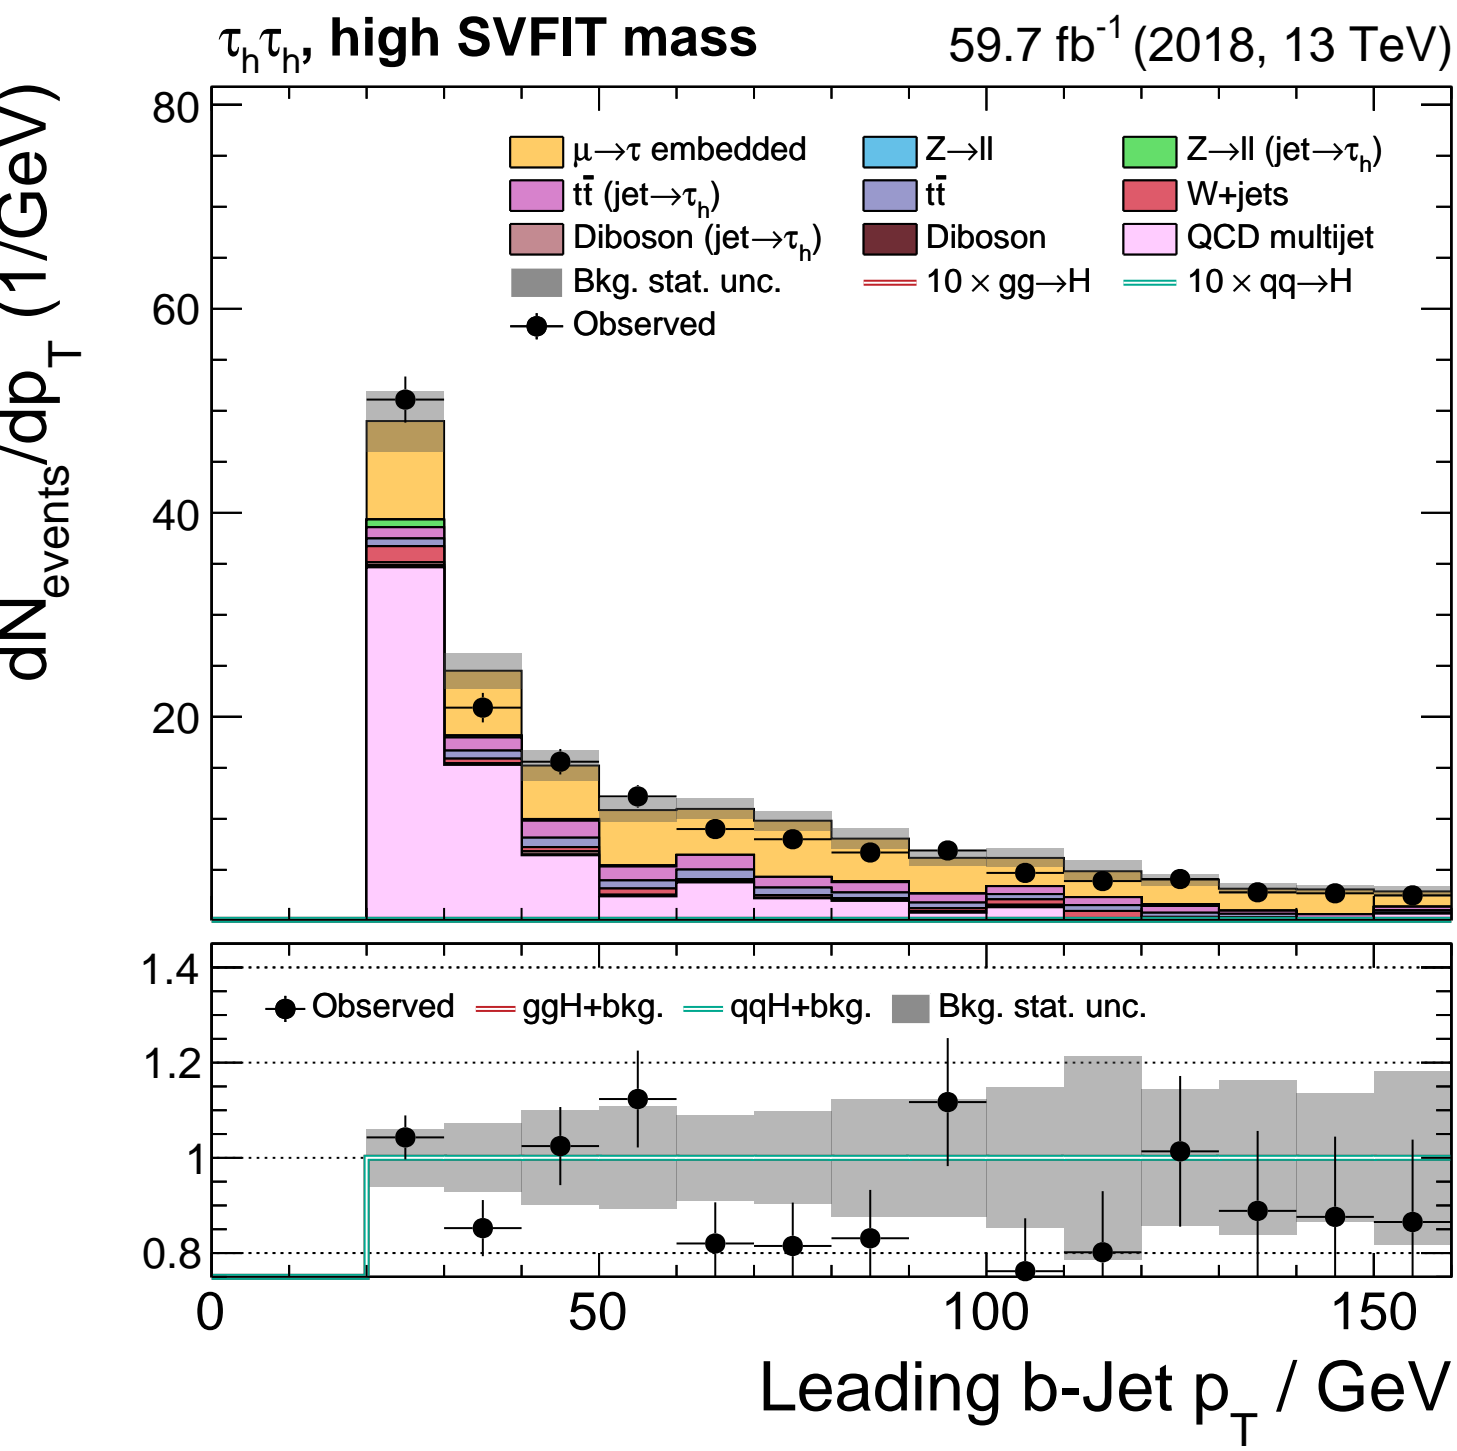 τhτh, high SVFIT mass 59.7 fb-1 (2018, 13 TeV)
dNevents/dpT (1/GeV)
80
60
40
20
μ→τ embedded Z→ll Z→ll (jet→τh)
tt̄ (jet→τh) tt̄ W+jets
Diboson (jet→τh) Diboson QCD multijet
Bkg. stat. unc. 10 × gg→H 10 × qq→H
Observed
1.4
1.2
1
0.8
Observed ggH+bkg. qqH+bkg. Bkg. stat. unc.
0 50 100 150
Leading b-Jet pT / GeV